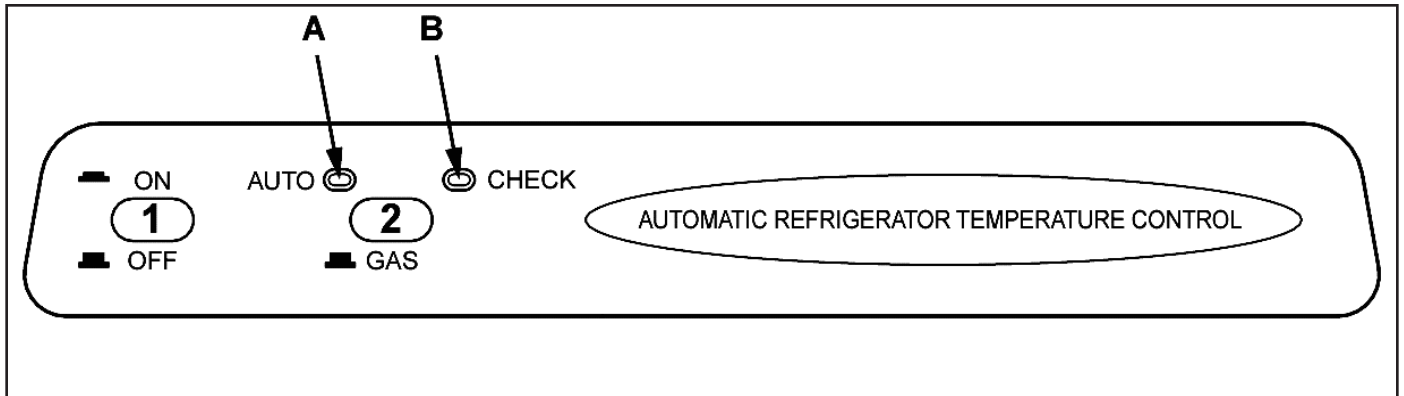 A B
ON AUTO CHECK
1 2 AUTOMATIC REFRIGERATOR TEMPERATURE CONTROL
OFF GAS